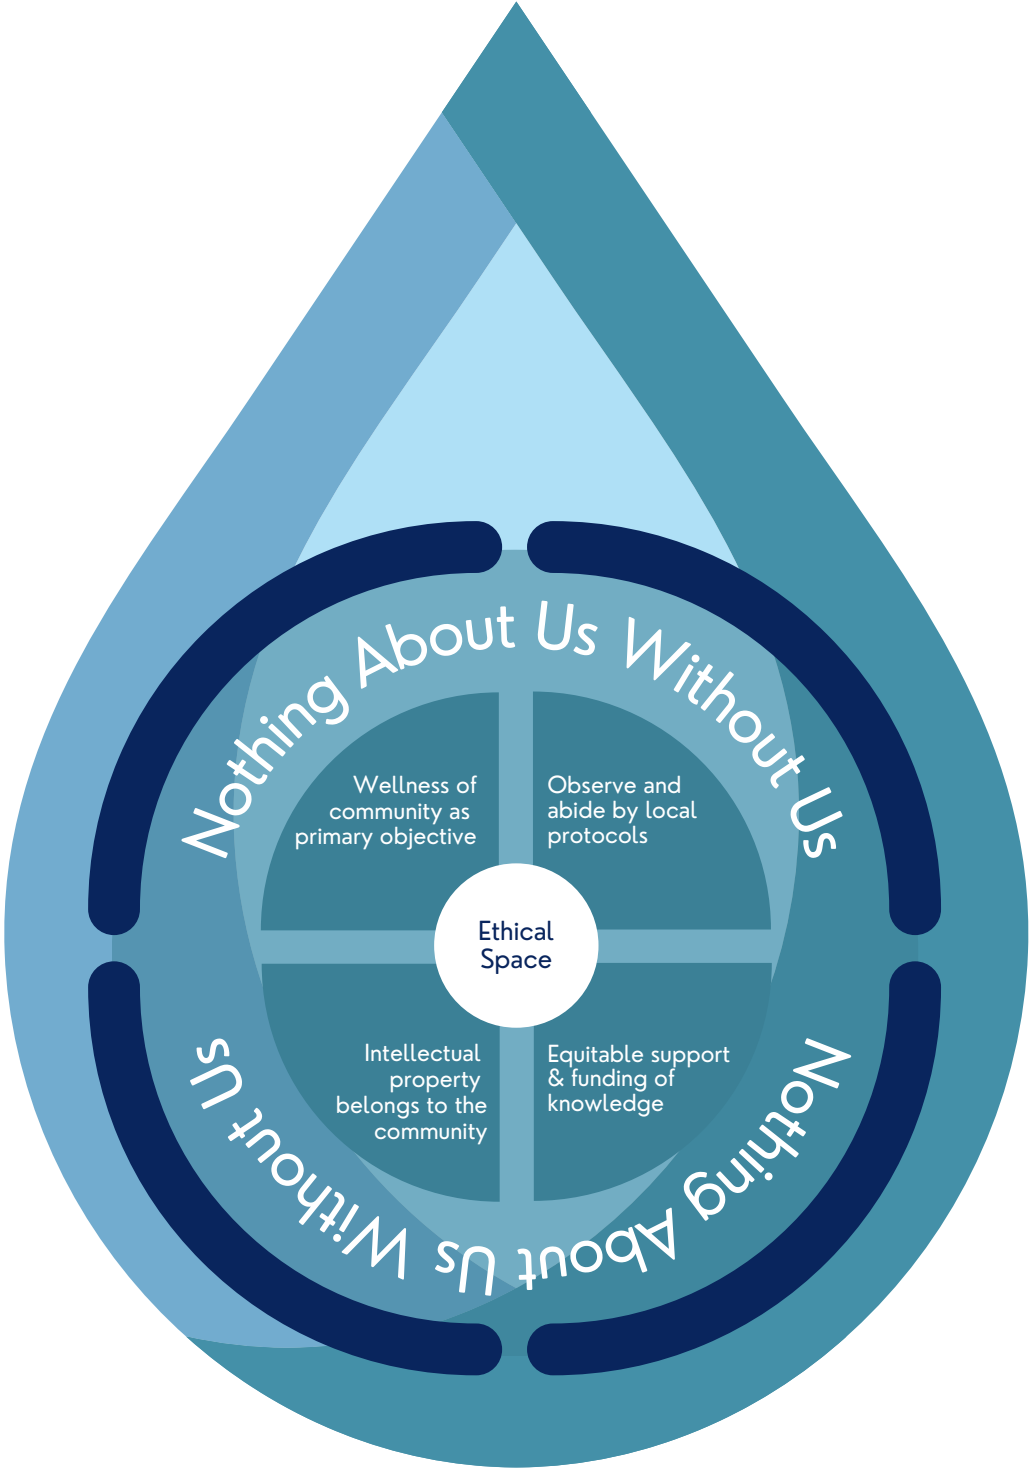 Nothing About Us Without Us
Wellness of
community as
primary objective
Observe and
abide by local
protocols
Ethical
Space
Intellectual
property
belongs to the
community
Equitable support
& funding of
knowledge
Nothing About Us Without Us